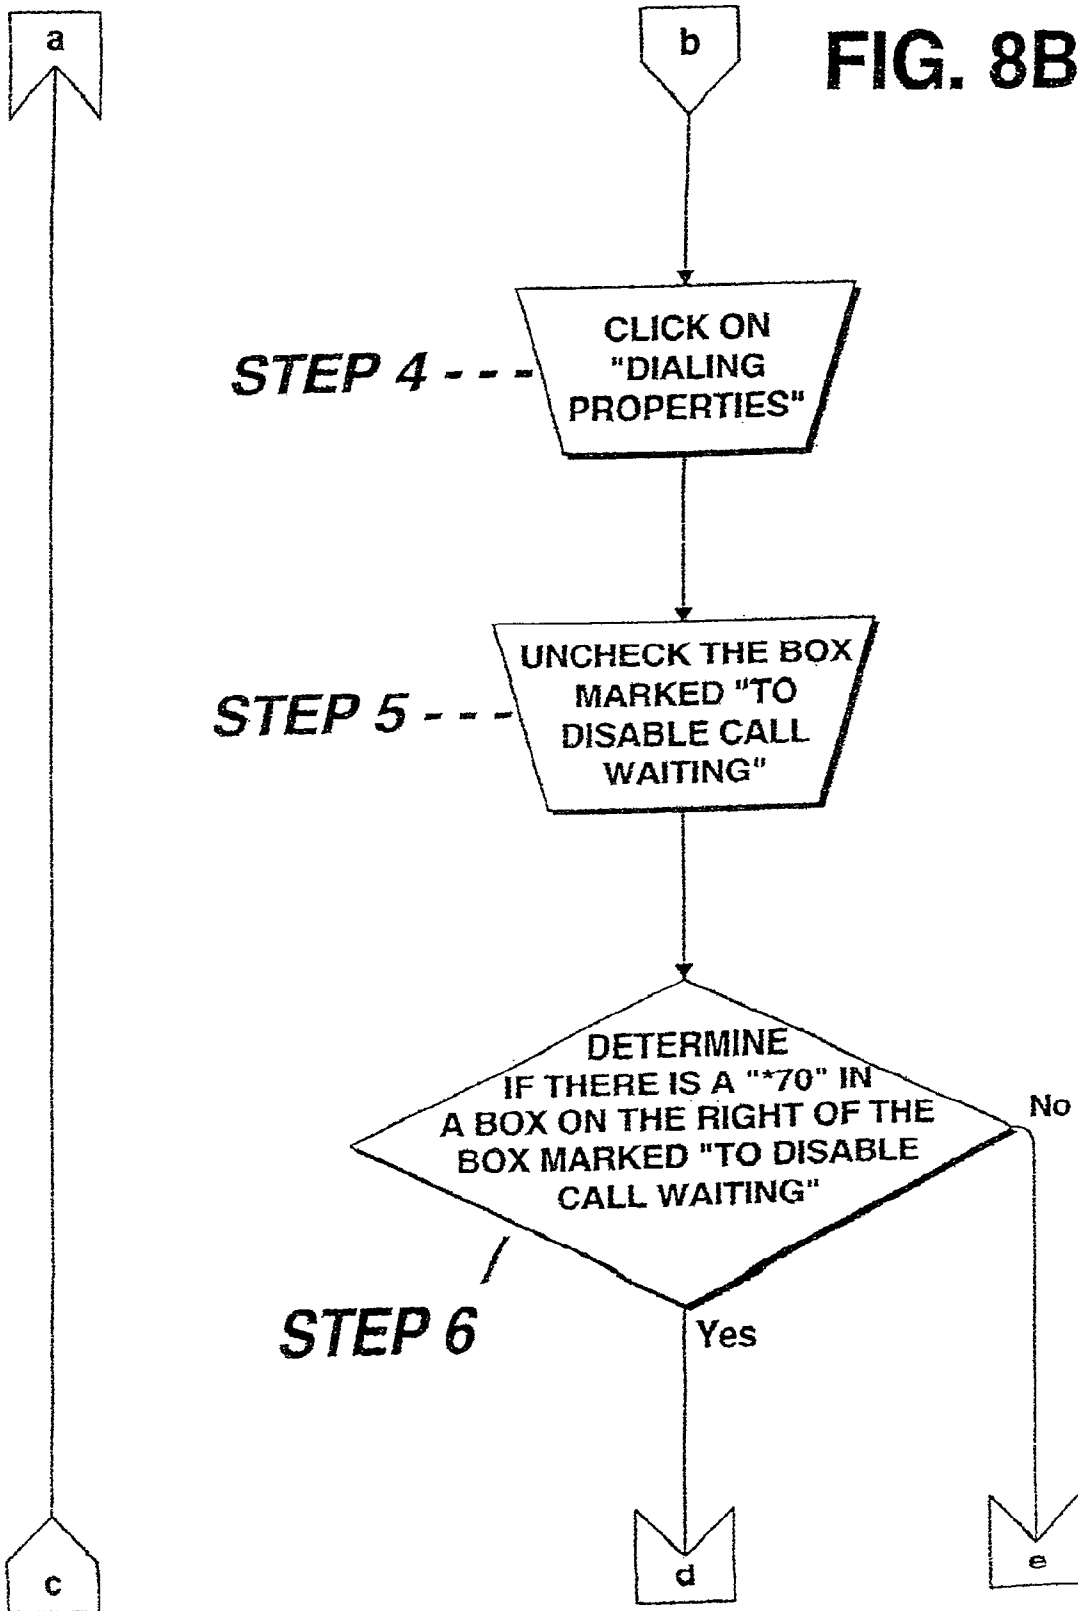 a
b
FIG. 8B
CLICK ON
"DIALING
PROPERTIES"
STEP 4 - - -
UNCHECK THE BOX
MARKED "TO
DISABLE CALL
WAITING"
STEP 5 - - -
DETERMINE
IF THERE IS A "*70" IN
A BOX ON THE RIGHT OF THE
BOX MARKED "TO DISABLE
CALL WAITING"
No
STEP 6
Yes
c
d
e